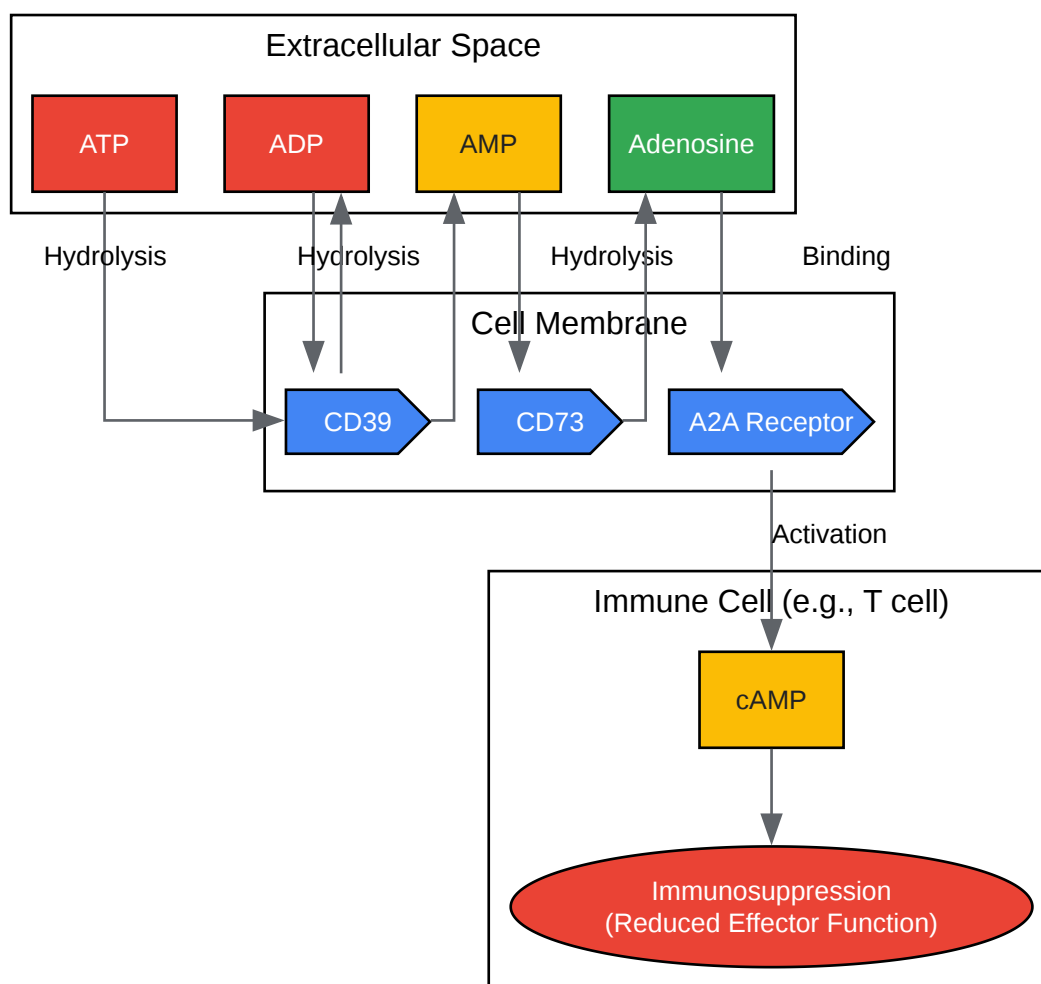 Extracellular Space
ATP
ADP
AMP
Adenosine
Hydrolysis
Hydrolysis
Hydrolysis
Binding
Cell Membrane
CD39
CD73
A2A Receptor
Activation
Immune Cell (e.g., T cell)
cAMP
Immunosuppression
(Reduced Effector Function)